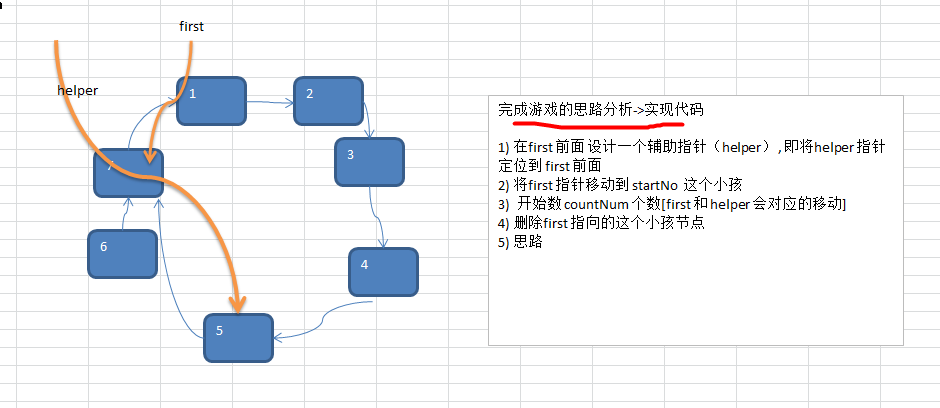 first
helper
1
2
3
4
5
6
完成游戏的思路分析->实现代码
1) 在first 前面 设计一个辅助指针（helper）, 即将helper 指针
定位到 first 前面
2) 将first 指针移动到 startNo 这个小孩
3) 开始数 countNum 个数[first 和 helper 会对应的移动]
4) 删除first 指向的这个小孩节点
5) 思路